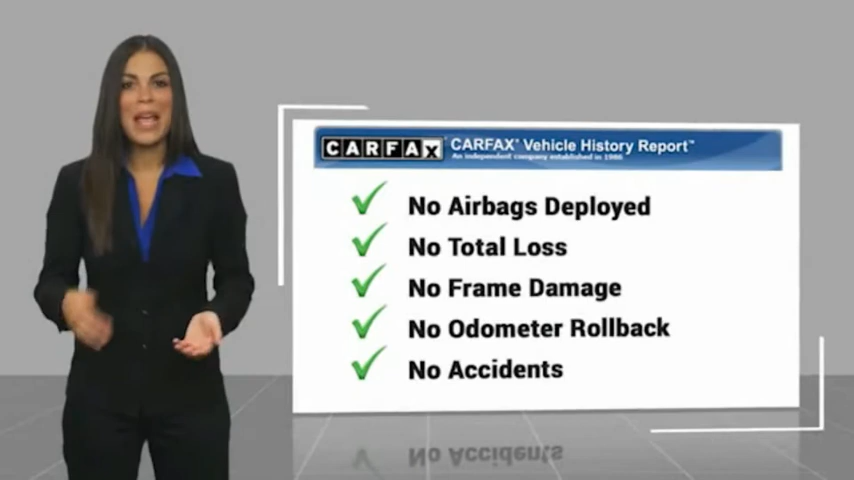 CARFAX CARFAX® Vehicle History Report™
An independent company established in 1986
No Airbags Deployed
No Total Loss
No Frame Damage
No Odometer Rollback
No Accidents
No Accidents